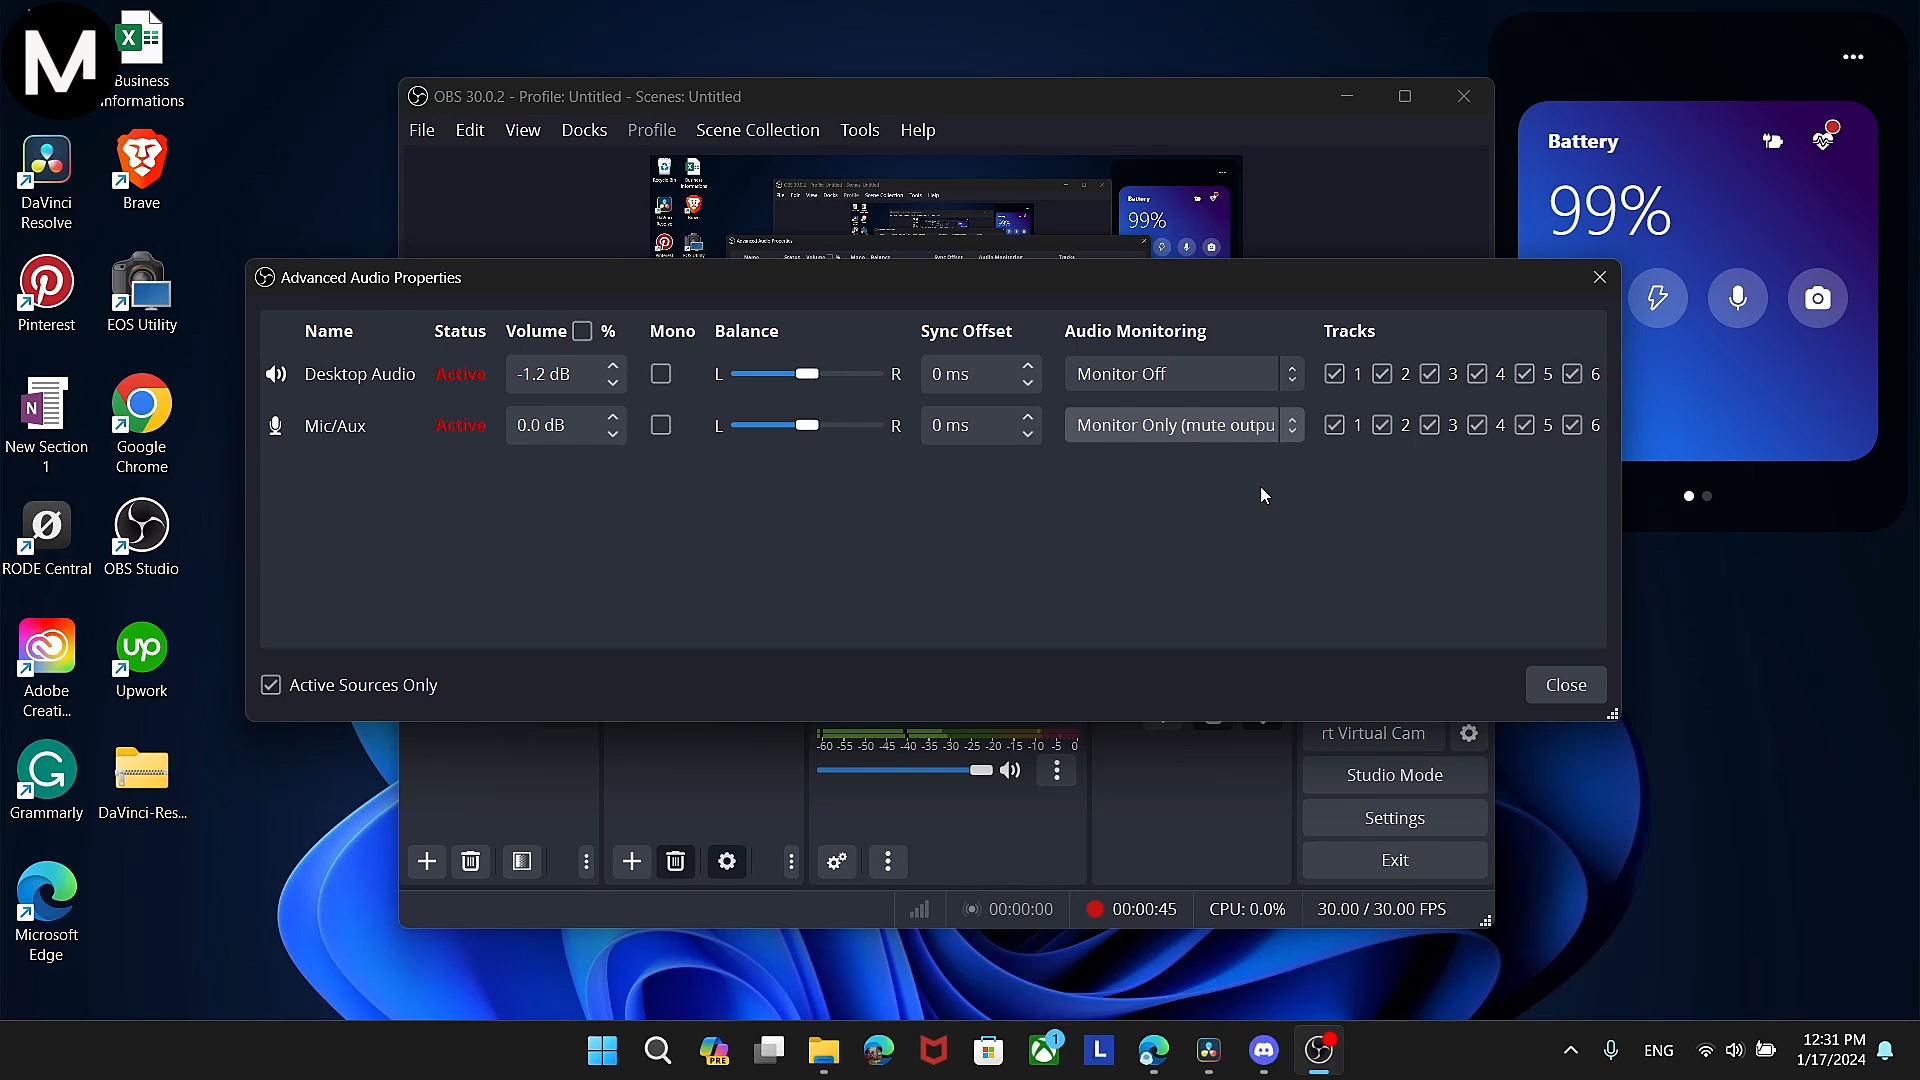 M
Business
Informations
DaVinci
Resolve
Brave
Pinterest
EOS Utility
New Section
1
Google
Chrome
RODE Central
OBS Studio
Adobe
Creati...
Upwork
Grammarly
DaVinci-Res...
Microsoft
Edge
OBS 30.0.2 - Profile: Untitled - Scenes: Untitled
File Edit View Docks Profile Scene Collection Tools Help
Battery
99%
Advanced Audio Properties
Name Status Volume % Mono Balance Sync Offset Audio Monitoring Tracks
Desktop Audio Active -1.2 dB L R 0 ms Monitor Off 1 2 3 4 5 6
Mic/Aux Active 0.0 dB L R 0 ms Monitor Only (mute outpu 1 2 3 4 5 6
Active Sources Only
Close
-60 -55 -50 -45 -40 -35 -30 -25 -20 -15 -10 -5 0
rt Virtual Cam
Studio Mode
Settings
Exit
00:00:00 00:00:45 CPU: 0.0% 30.00 / 30.00 FPS
PRE
1
L
ENG
12:31 PM
1/17/2024